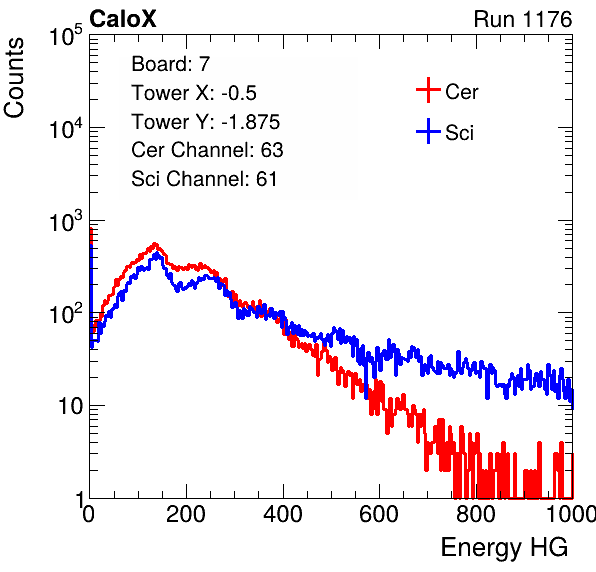 CaloX Run 1176
Counts
10^5
10^4
10^3
10^2
10
1
Board: 7
Tower X: -0.5
Tower Y: -1.875
Cer Channel: 63
Sci Channel: 61
Cer
Sci
0 200 400 600 800 1000
Energy HG